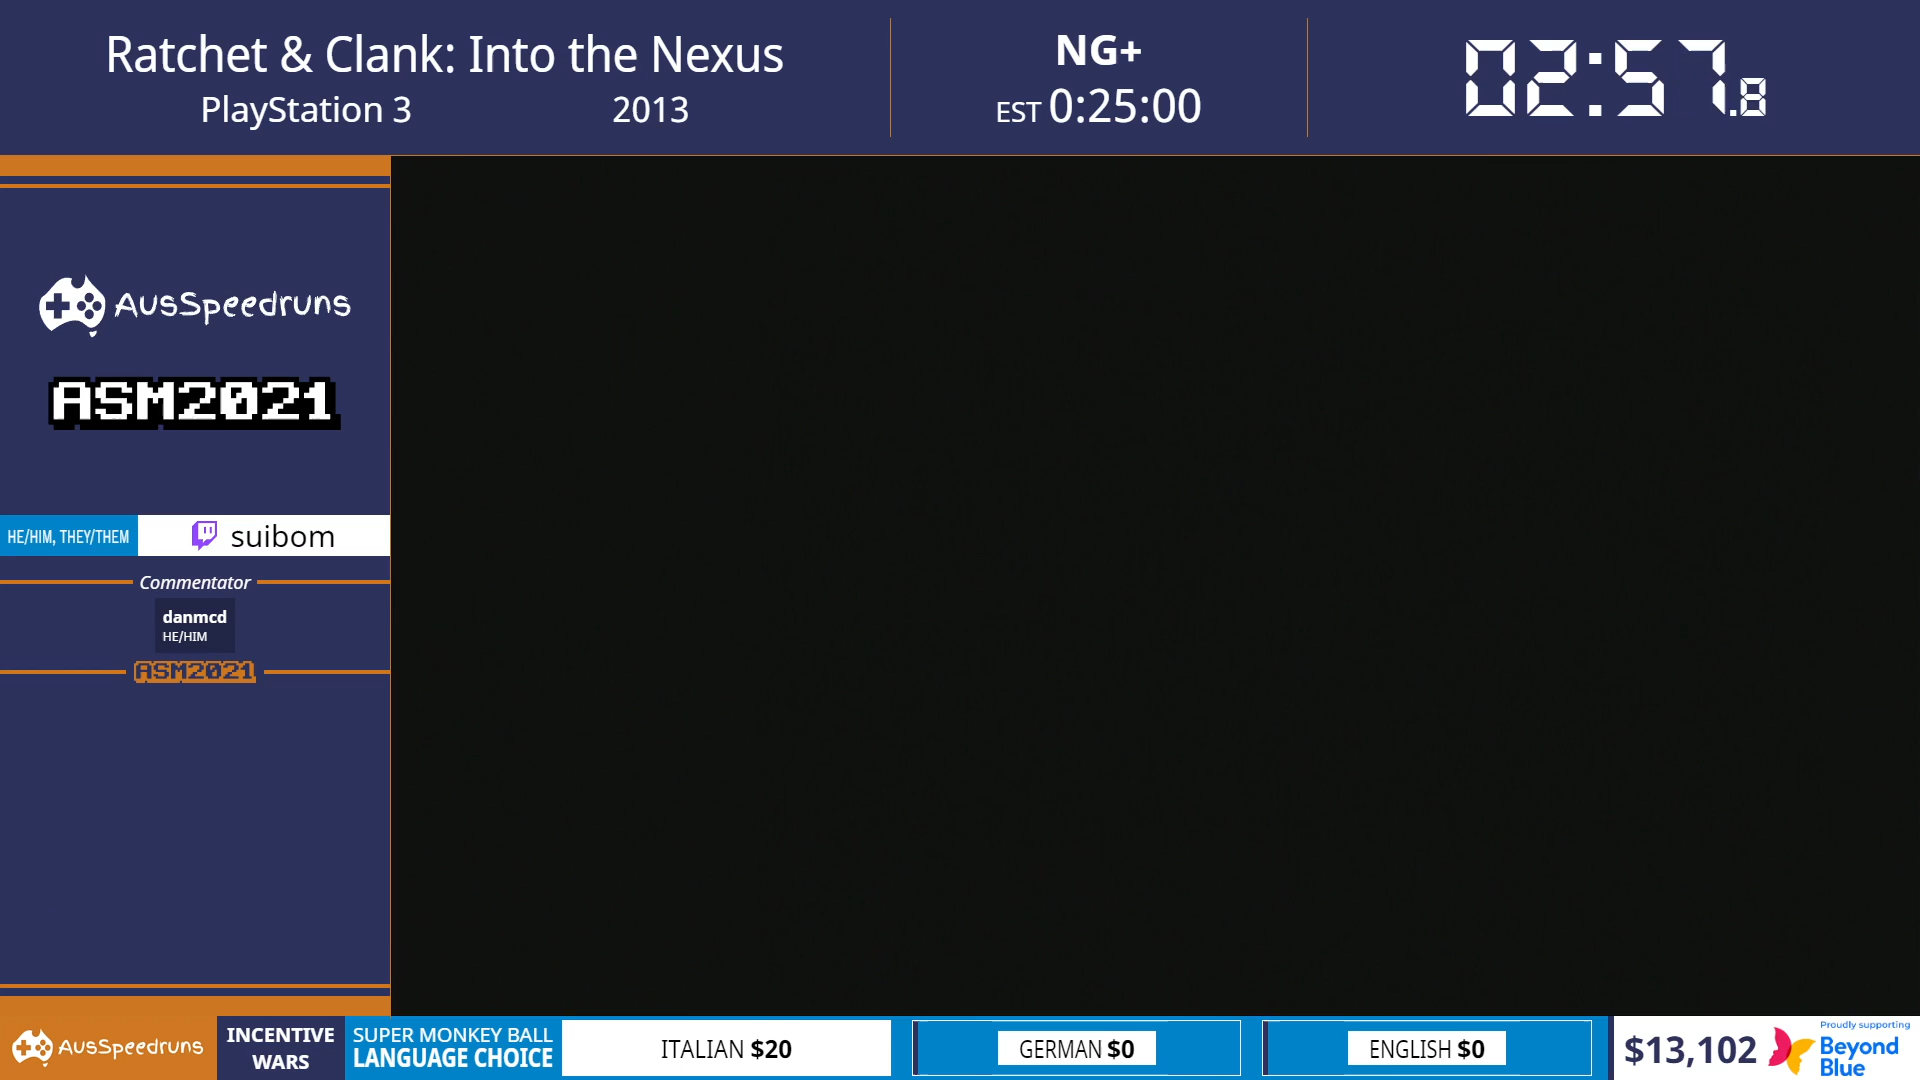 Ratchet & Clank: Into the Nexus
PlayStation 3 2013
NG+
EST 0:25:00
02:57.8
AusSpeedruns
ASM2021
HE/HIM, THEY/THEM suibom
Commentator
danmcd
HE/HIM
ASM2021
AusSpeedruns
INCENTIVE WARS
SUPER MONKEY BALL
LANGUAGE CHOICE
ITALIAN $20
GERMAN $0
ENGLISH $0
$13,102
Proudly supporting
Beyond
Blue